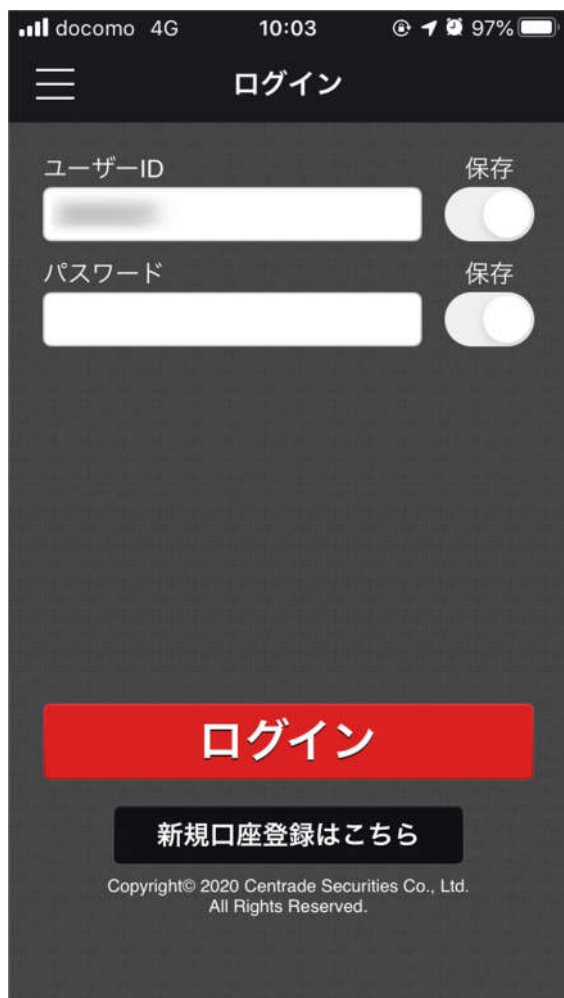 docomo 4G 10:03 97%
ログイン
ユーザーID 保存
パスワード 保存
ログイン
新規口座登録はこちら
Copyright© 2020 Centrade Securities Co., Ltd.
All Rights Reserved.